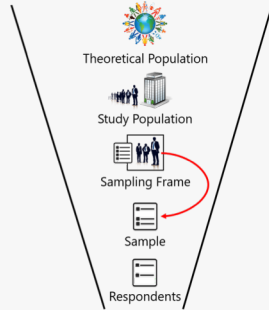 Theoretical Population
Study Population
Sampling Frame
Sample
Respondents